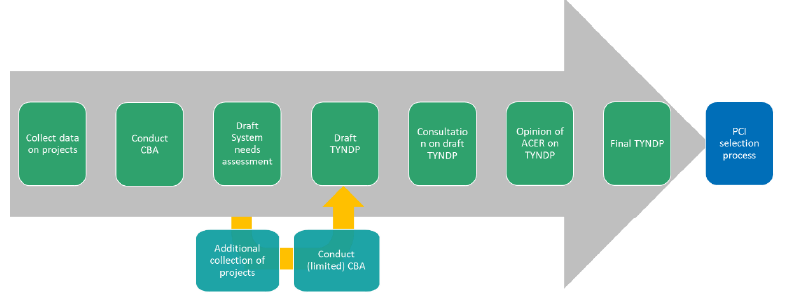 Collect data
on projects
Conduct
CBA
Draft
System
needs
assessment
Draft
TYNDP
Consultatio
n on draft
TYNDP
Opinion of
ACER on
TYNDP
Final TYNDP
PCI
selection
process
Additional
collection of
projects
Conduct
(limited) CBA